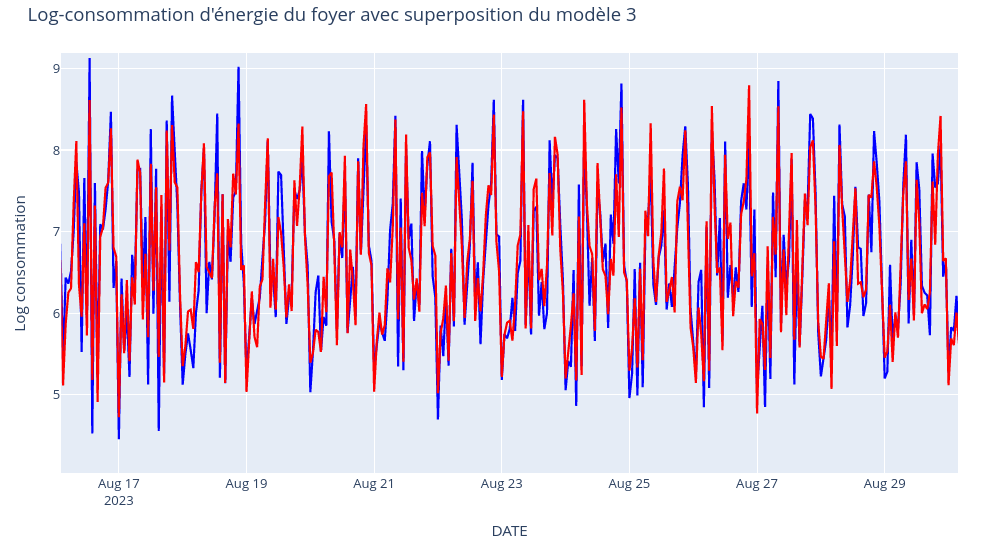 Log-consommation d'énergie du foyer avec superposition du modèle 3
Log consommation
9
8
7
6
5
Aug 17
2023
Aug 19
Aug 21
Aug 23
Aug 25
Aug 27
Aug 29
DATE